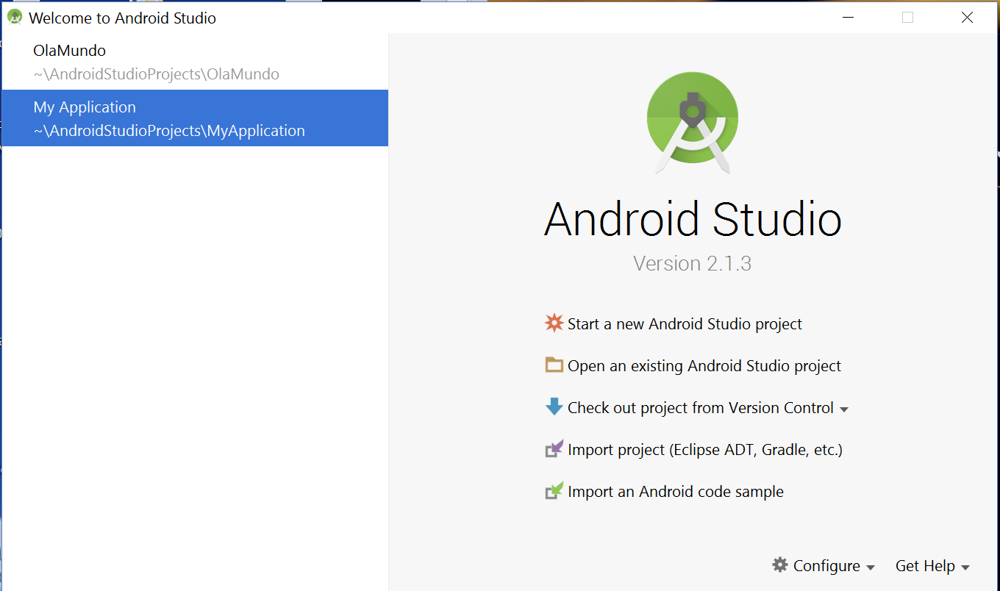 Welcome to Android Studio
OlaMundo
~\AndroidStudioProjects\OlaMundo
My Application
~\AndroidStudioProjects\MyApplication
Android Studio
Version 2.1.3
Start a new Android Studio project
Open an existing Android Studio project
Check out project from Version Control
Import project (Eclipse ADT, Gradle, etc.)
Import an Android code sample
Configure
Get Help